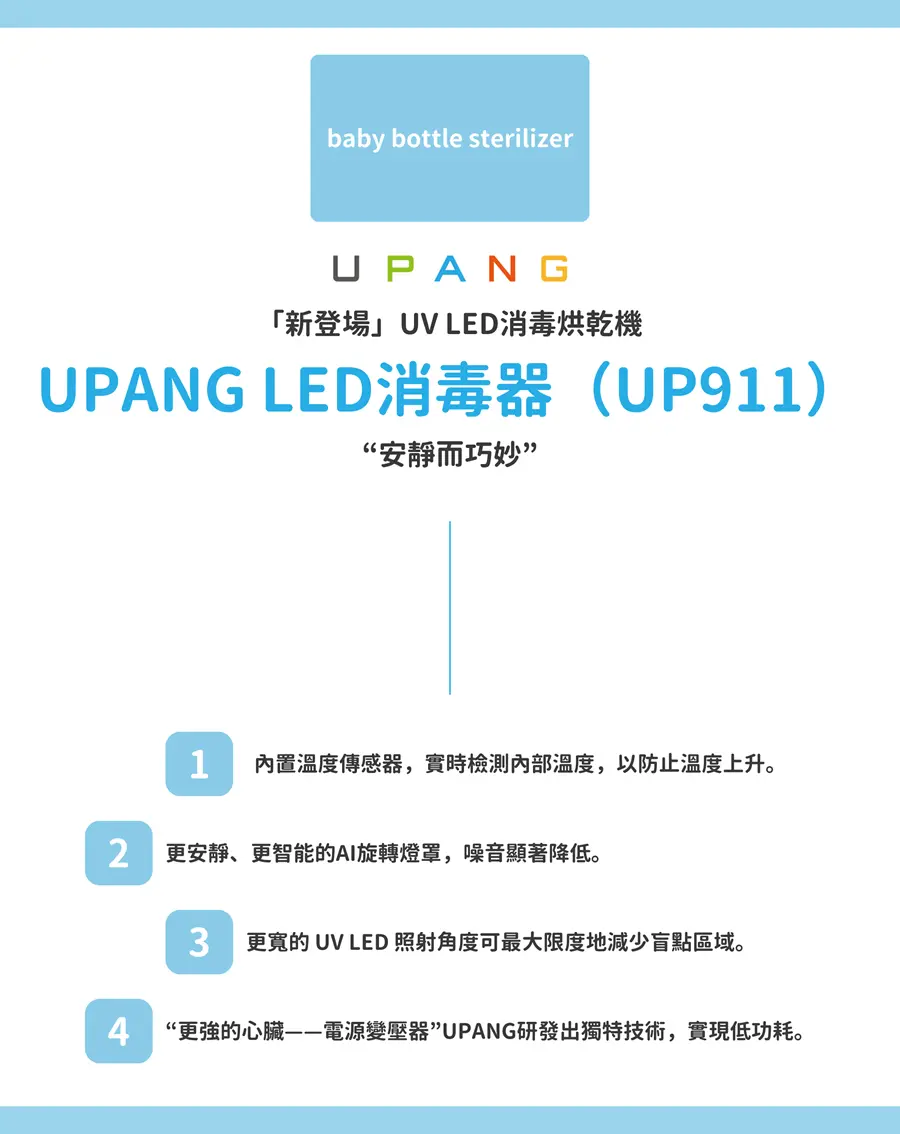 baby bottle sterilizer
UPANG
「新登場」UV LED消毒烘乾機
UPANG LED消毒器（UP911）
“安靜而巧妙”
1 內置溫度傳感器，實時檢測內部溫度，以防止溫度上升。
2 更安靜、更智能的AI旋轉燈罩，噪音顯著降低。
3 更寬的 UV LED 照射角度可最大限度地減少盲點區域。
4 “更強的心臟——電源變壓器”UPANG研發出獨特技術，實現低功耗。